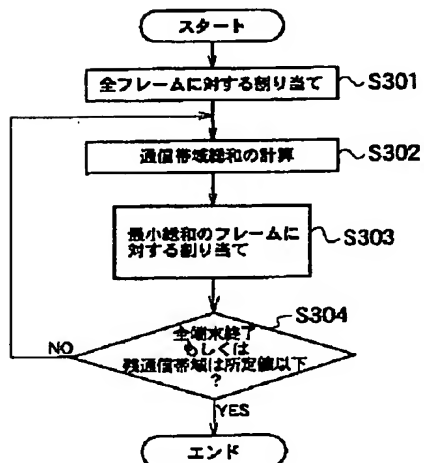 スタート
全フレームに対する割り当て
S301
通信帯域総和の計算
S302
最小総和のフレームに
対する割り当て
S303
S304
全端末終了
もしくは
残通信帯域は所定値以下
?
NO
YES
エンド